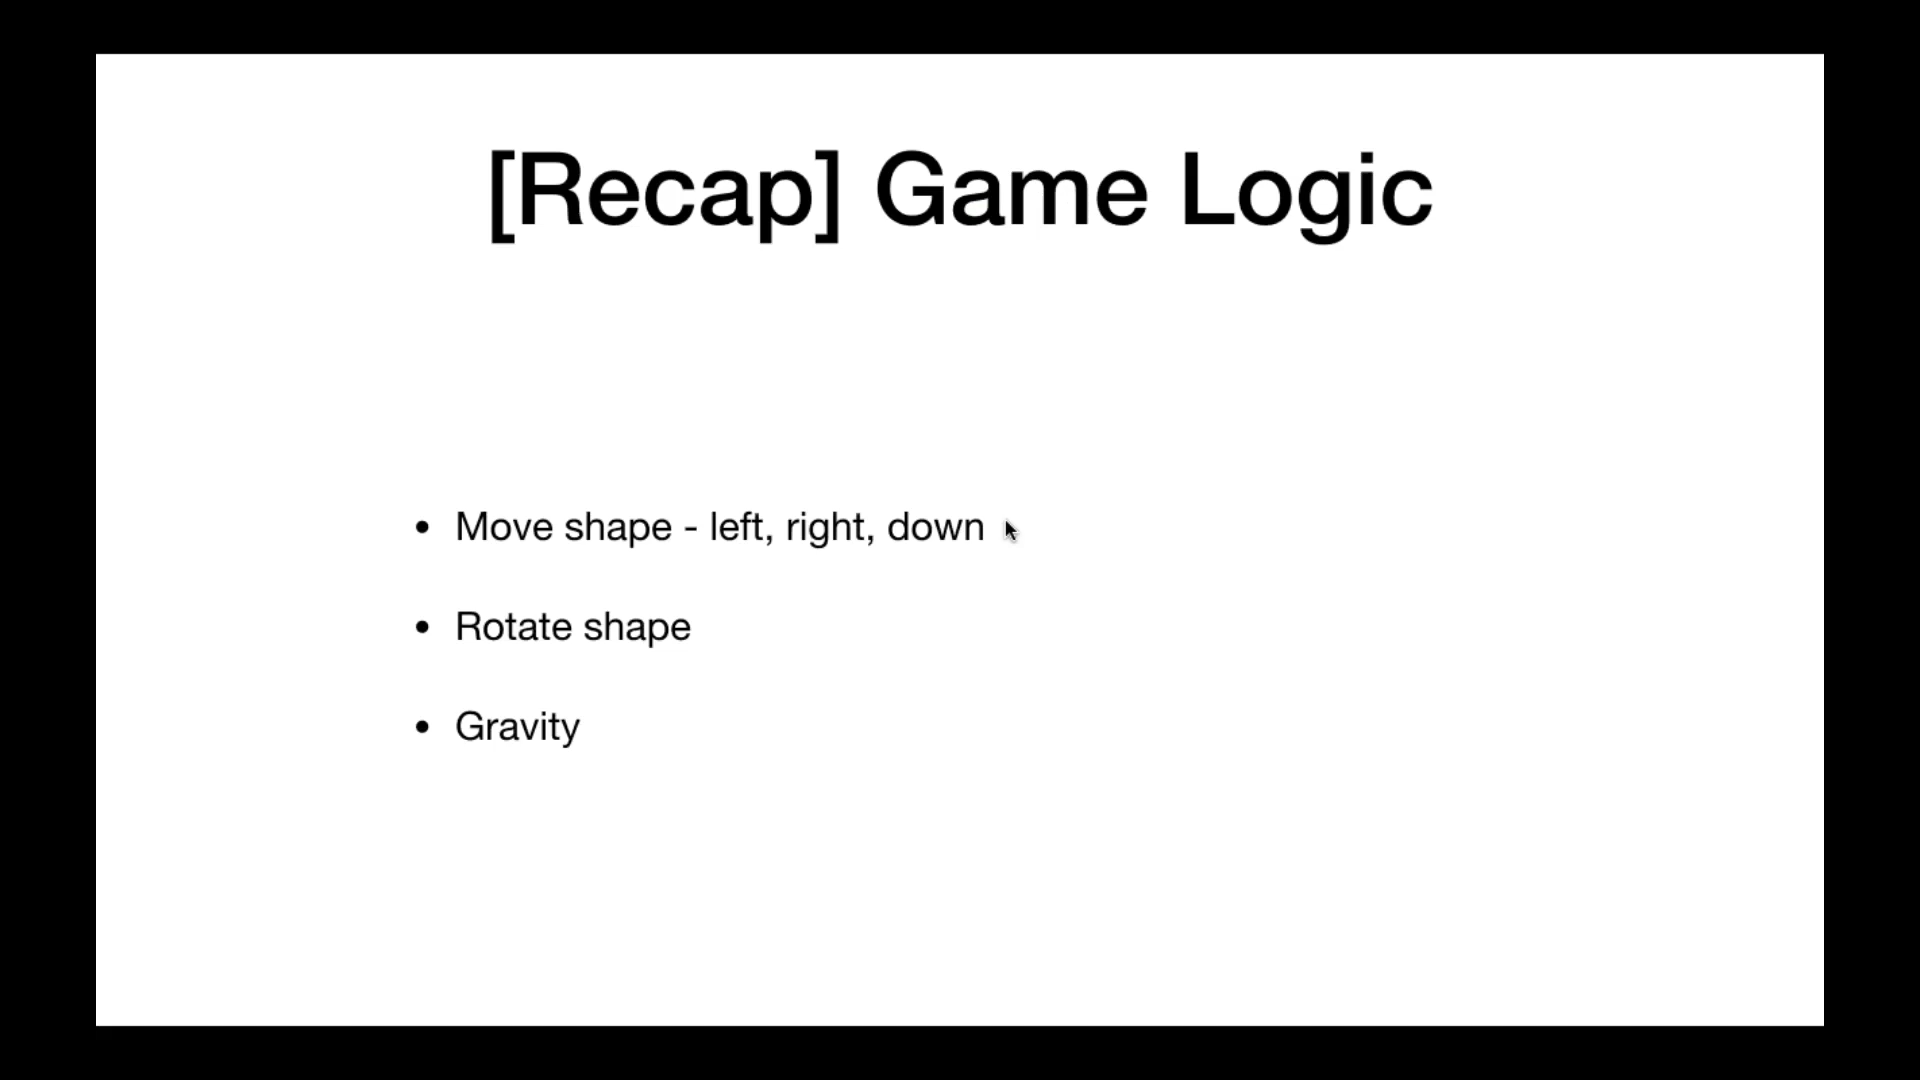 [Recap] Game Logic
• Move shape - left, right, down
• Rotate shape
• Gravity